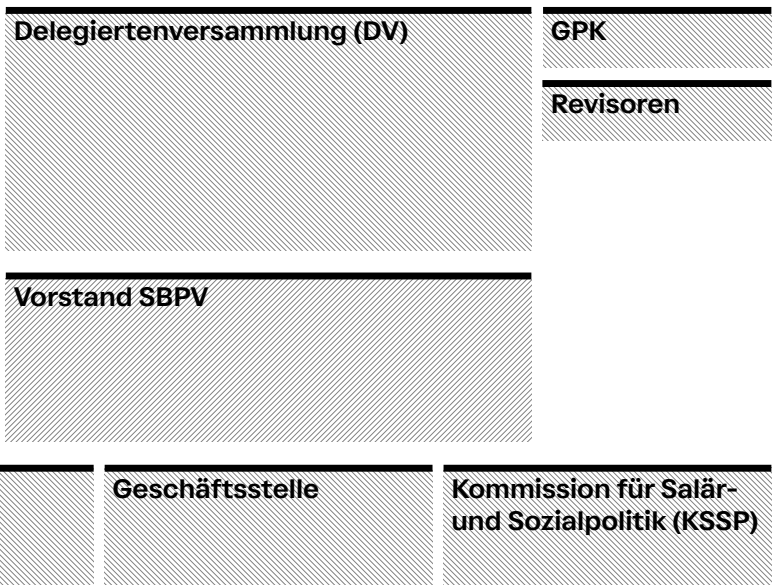 Delegiertenversammlung (DV)
GPK
Revisoren
Vorstand SBPV
Geschäftsstelle
Kommission für Salär-
und Sozialpolitik (KSSP)